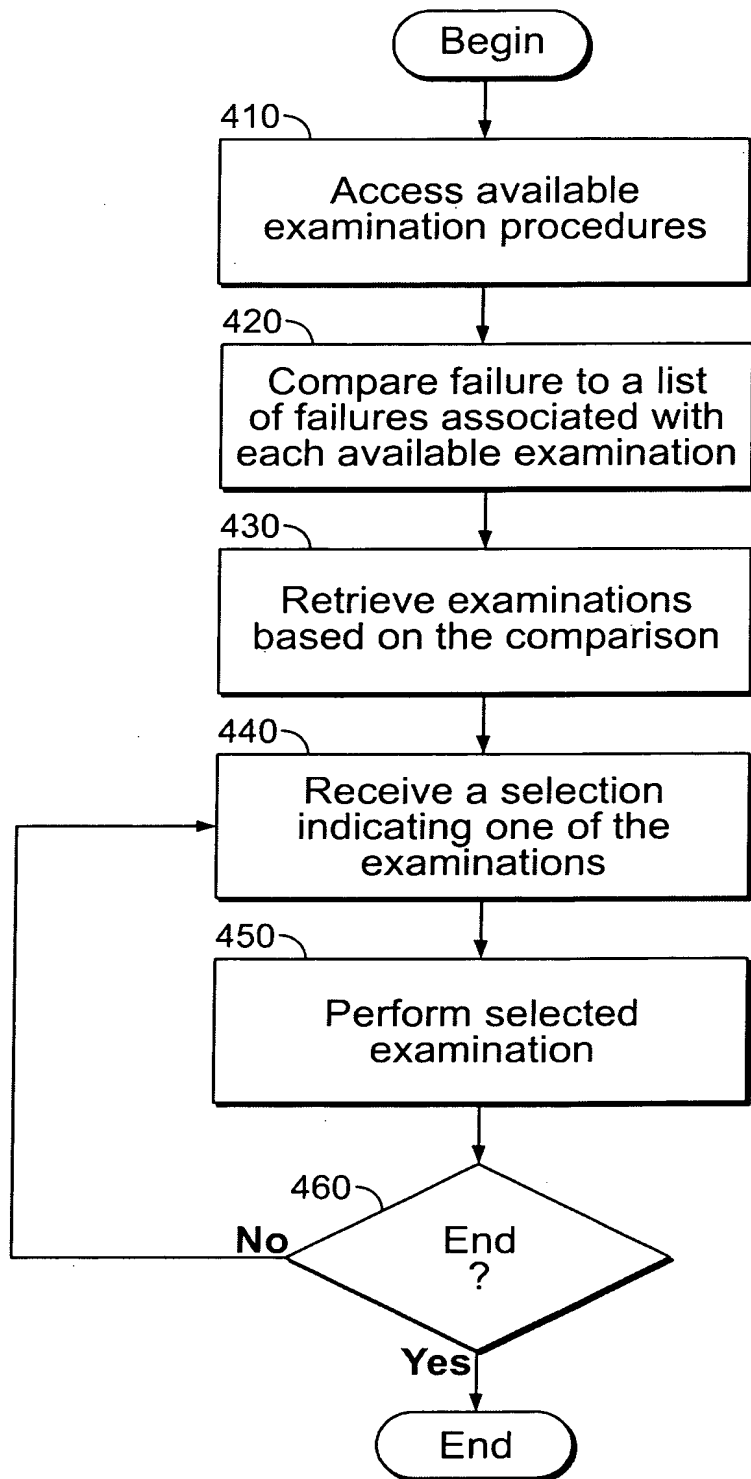 Begin
410
Access available
examination procedures
420
Compare failure to a list
of failures associated with
each available examination
430
Retrieve examinations
based on the comparison
440
Receive a selection
indicating one of the
examinations
450
Perform selected
examination
460
No
End
?
Yes
End